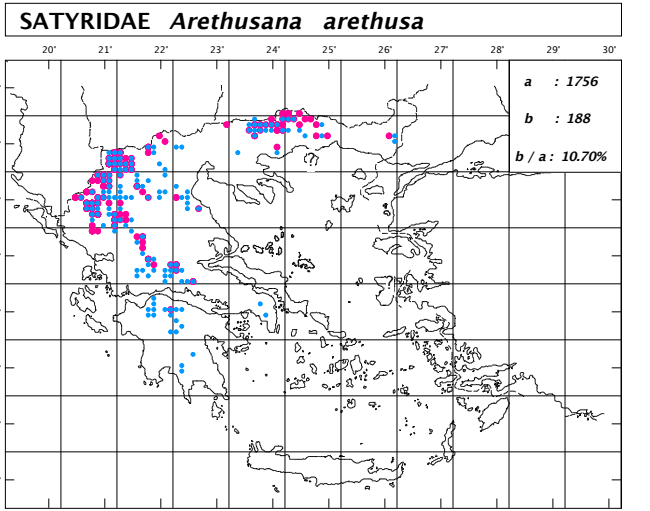 SATYRIDAE Arethusana arethusa
20° 21° 22° 23° 24° 25° 26° 27° 28° 29° 30°
a : 1756
b : 188
b / a : 10.70%
(?)